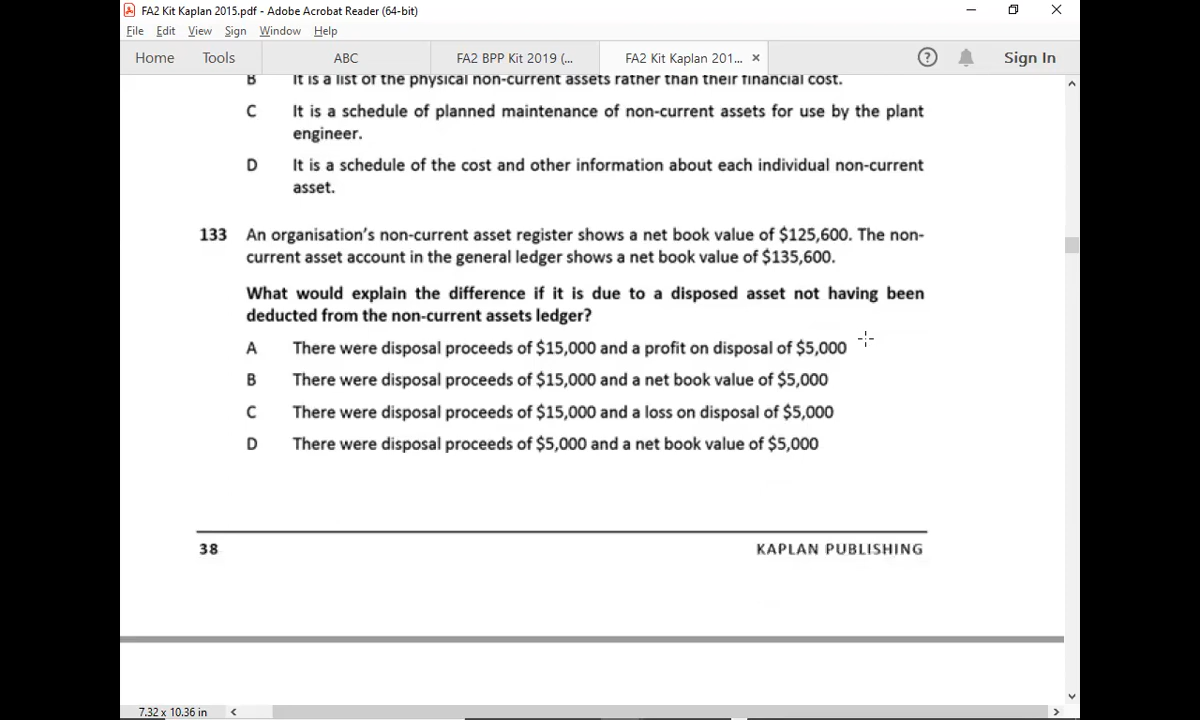 FA2 Kit Kaplan 2015.pdf - Adobe Acrobat Reader (64-bit)
File Edit View Sign Window Help
Home Tools ABC FA2 BPP Kit 2019 (... FA2 Kit Kaplan 201... × Sign In
B It is a list of the physical non-current assets rather than their financial cost.
C It is a schedule of planned maintenance of non-current assets for use by the plant
engineer.
D It is a schedule of the cost and other information about each individual non-current
asset.
133 An organisation's non-current asset register shows a net book value of $125,600. The non-
current asset account in the general ledger shows a net book value of $135,600.
What would explain the difference if it is due to a disposed asset not having been
deducted from the non-current assets ledger?
A There were disposal proceeds of $15,000 and a profit on disposal of $5,000
B There were disposal proceeds of $15,000 and a net book value of $5,000
C There were disposal proceeds of $15,000 and a loss on disposal of $5,000
D There were disposal proceeds of $5,000 and a net book value of $5,000
38 KAPLAN PUBLISHING
7.32 x 10.36 in